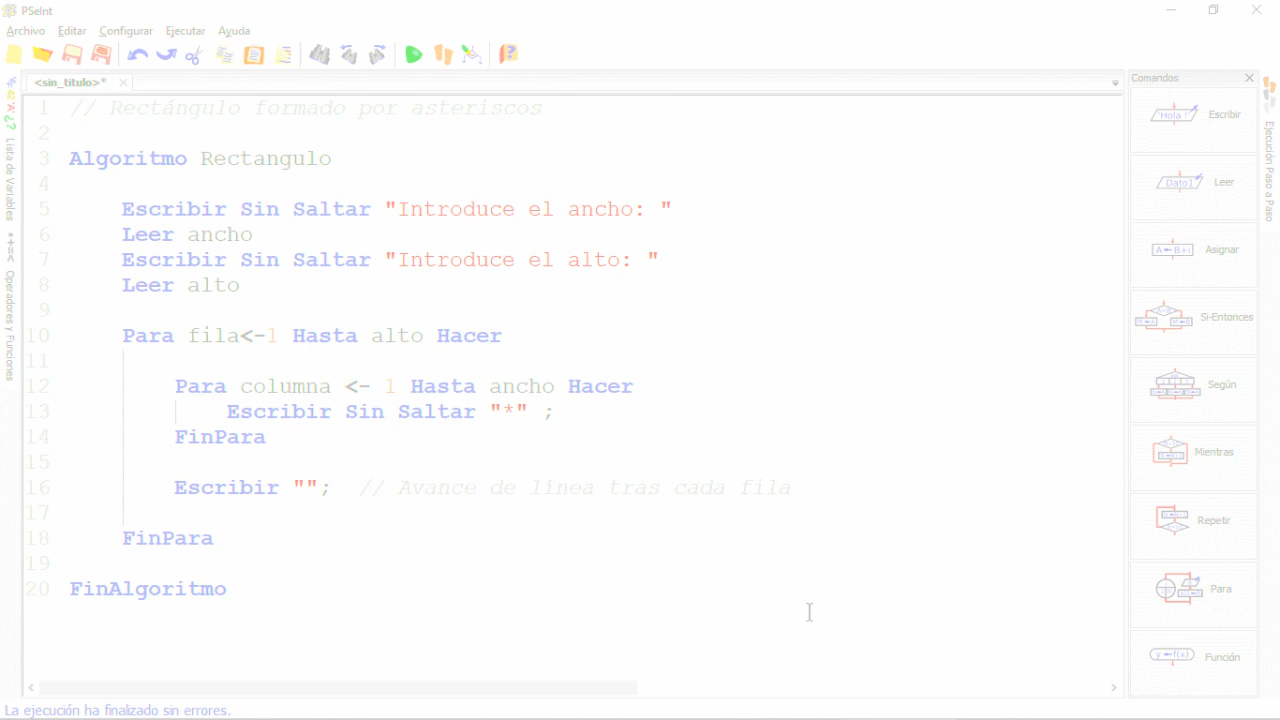 PSeInt
Archivo Editar Configurar Ejecutar Ayuda
<sin_titulo>*
1 // Rectángulo formado por asteriscos
2
3 Algoritmo Rectangulo
4
5 Escribir Sin Saltar "Introduce el ancho: "
6 Leer ancho
7 Escribir Sin Saltar "Introduce el alto: "
8 Leer alto
9
10 Para fila<-1 Hasta alto Hacer
11
12 Para columna <- 1 Hasta ancho Hacer
13 Escribir Sin Saltar "*" ;
14 FinPara
15
16 Escribir ""; // Avance de línea tras cada fila
17
18 FinPara
19
20 FinAlgoritmo
Lista de Variables
*+=<
Operadores y Funciones
Comandos
'Hola !' Escribir
Dato1 Leer
Asignar
Si-Entonces
Según
Mientras
Repetir
Para
y←f(x) Función
Ejecución Paso a Paso
La ejecución ha finalizado sin errores.